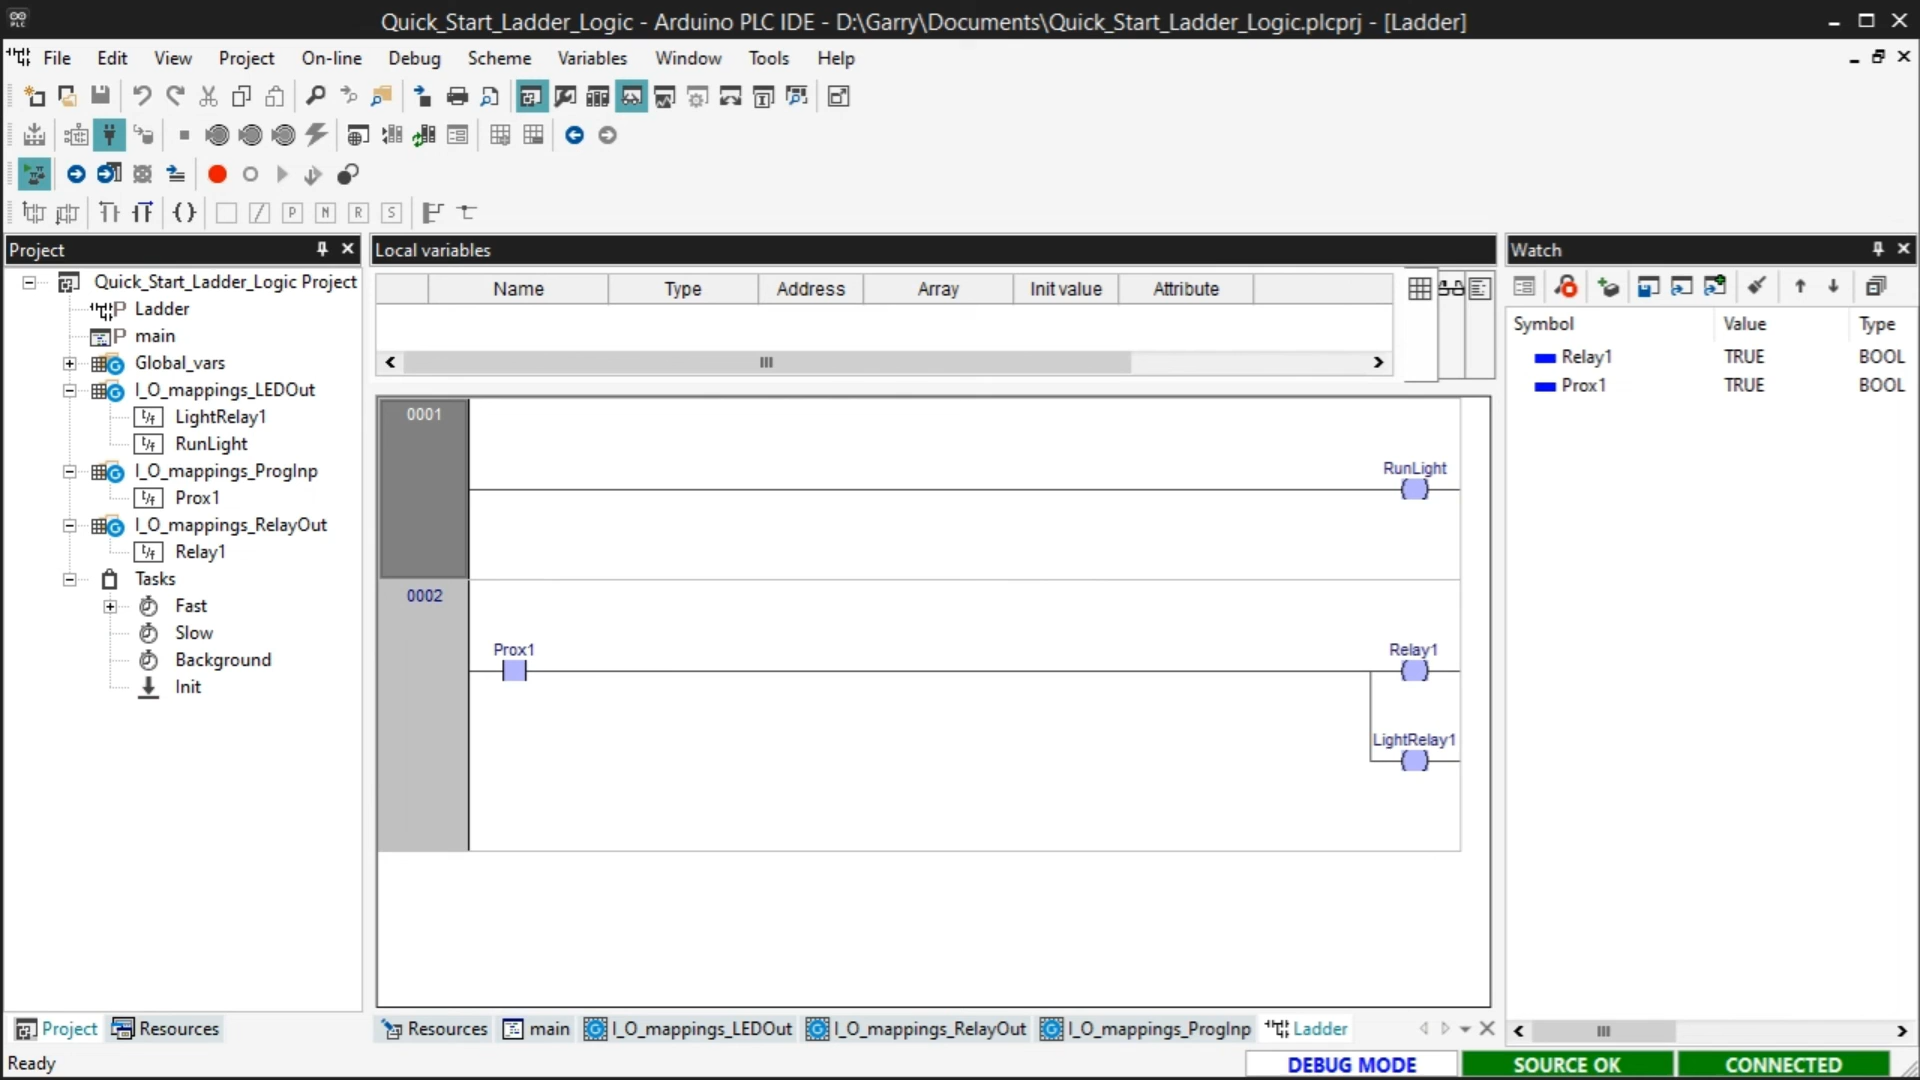 Quick_Start_Ladder_Logic - Arduino PLC IDE - D:\Garry\Documents\Quick_Start_Ladder_Logic.plcprj - [Ladder]
PLC
File Edit View Project On-line Debug Scheme Variables Window Tools Help
P N R S
Project
Quick_Start_Ladder_Logic Project
P Ladder
P main
Global_vars
I_O_mappings_LEDOut
LightRelay1
RunLight
I_O_mappings_ProgInp
Prox1
I_O_mappings_RelayOut
Relay1
Tasks
Fast
Slow
Background
Init
Project Resources
Local variables
Name Type Address Array Init value Attribute
0001
RunLight
0002
Prox1 Relay1
LightRelay1
Resources main I_O_mappings_LEDOut I_O_mappings_RelayOut I_O_mappings_ProgInp Ladder
Watch
Symbol Value Type
Relay1 TRUE BOOL
Prox1 TRUE BOOL
Ready DEBUG MODE SOURCE OK CONNECTED